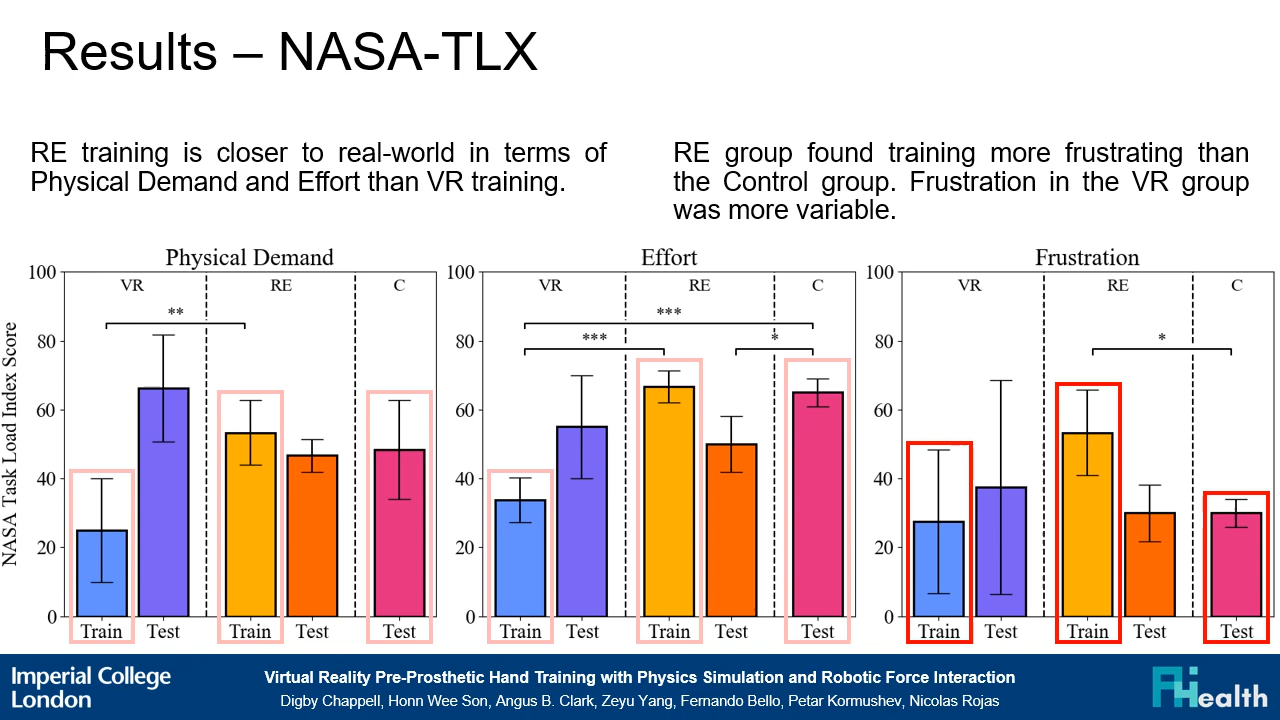 Results – NASA-TLX
RE training is closer to real-world in terms of
Physical Demand and Effort than VR training.
RE group found training more frustrating than
the Control group. Frustration in the VR group
was more variable.
NASA Task Load Index Score
Physical Demand
VR
RE
C
**
100
80
60
40
20
0
Train
Test
Train
Test
Test
Effort
VR
RE
C
***
***
*
100
80
60
40
20
0
Train
Test
Train
Test
Test
Frustration
VR
RE
C
*
100
80
60
40
20
0
Train
Test
Train
Test
Test
Imperial College
London
Virtual Reality Pre-Prosthetic Hand Training with Physics Simulation and Robotic Force Interaction
Digby Chappell, Honn Wee Son, Angus B. Clark, Zeyu Yang, Fernando Bello, Petar Kormushev, Nicolas Rojas
Health